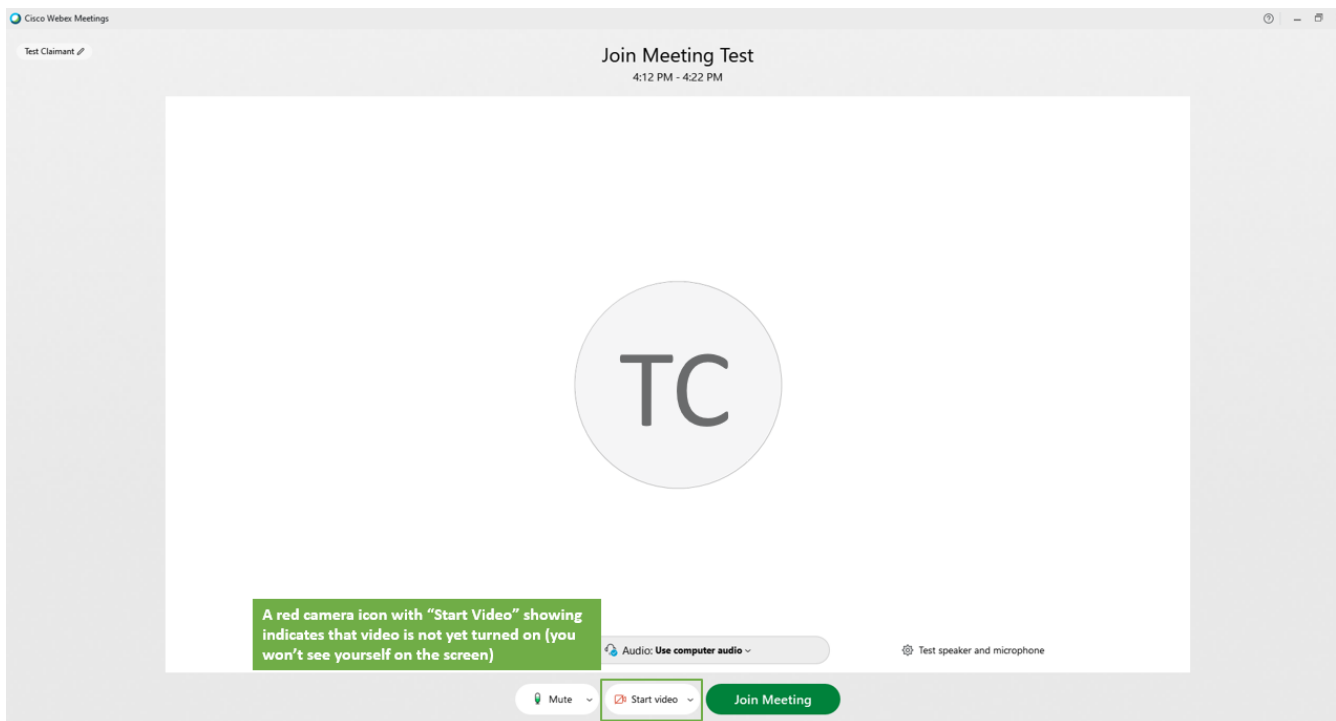 Cisco Webex Meetings
Test Claimant
Join Meeting Test
4:12 PM - 4:22 PM
TC
A red camera icon with “Start Video” showing
indicates that video is not yet turned on (you
won’t see yourself on the screen)
Audio: Use computer audio
Test speaker and microphone
Mute
Start video
Join Meeting